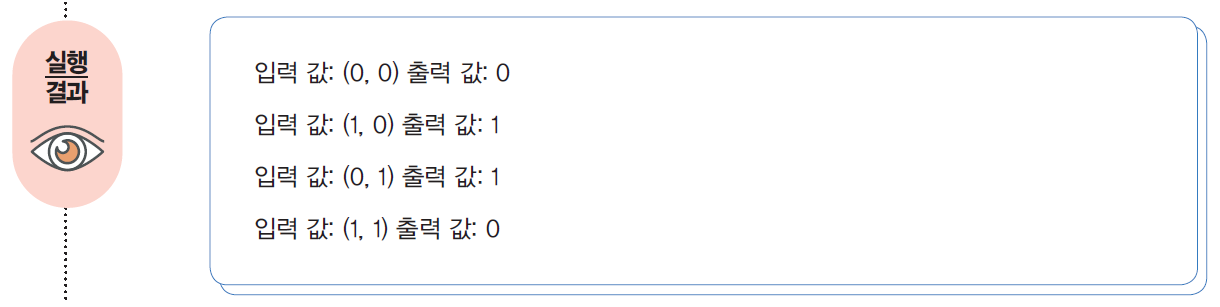 실행
결과
입력 값: (0, 0) 출력 값: 0
입력 값: (1, 0) 출력 값: 1
입력 값: (0, 1) 출력 값: 1
입력 값: (1, 1) 출력 값: 0